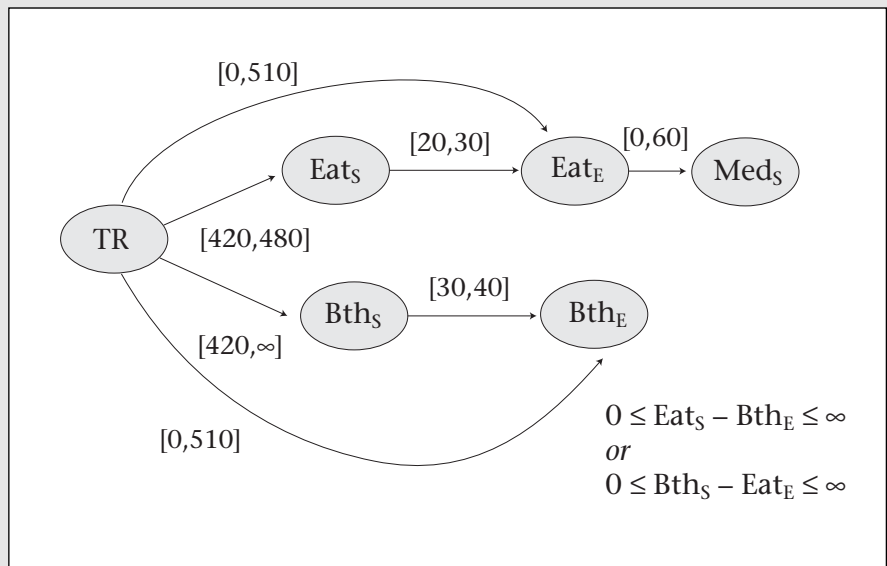 [0,510]
[20,30]
[0,60]
Eat_S
Eat_E
Med_S
TR
[420,480]
[30,40]
Bth_S
Bth_E
[420,∞]
0 ≤ Eat_S – Bth_E ≤ ∞
[0,510]
or
0 ≤ Bth_S – Eat_E ≤ ∞